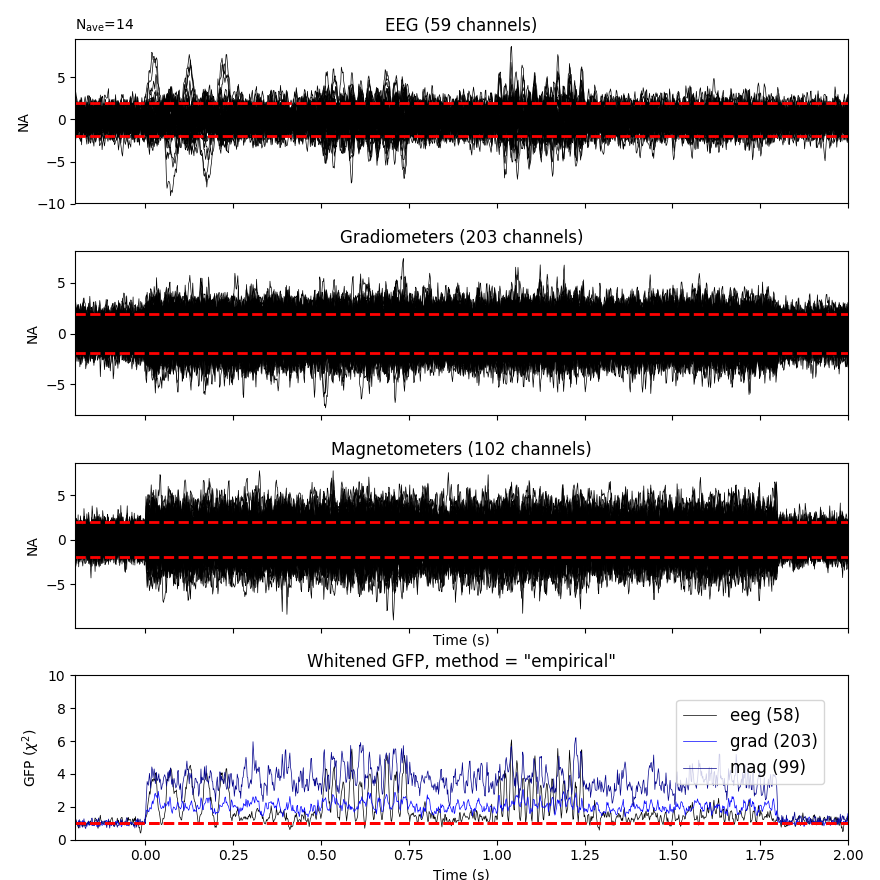 N_ave=14
EEG (59 channels)
5
0
−5
−10
NA
Gradiometers (203 channels)
5
0
−5
NA
Magnetometers (102 channels)
5
0
−5
NA
Time (s)
Whitened GFP, method = "empirical"
10
8
6
4
2
0
GFP (χ²)
eeg (58)
grad (203)
mag (99)
0.00 0.25 0.50 0.75 1.00 1.25 1.50 1.75 2.00
Time (s)